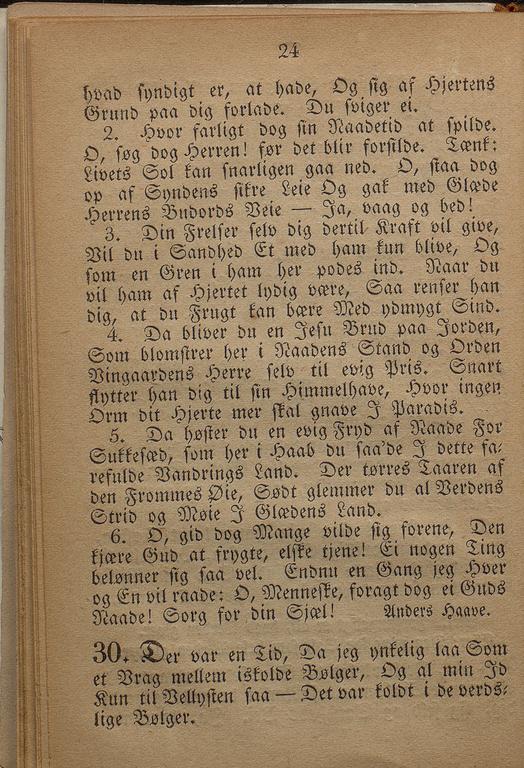 24
hvad syndigt er, at hade, Og sig af Hjertens
Grund paa dig forlade. Du sviger ei.
2. Hvor farligt dog sin Naadetid at spilde.
O, søg dog Herren! før det blir forsilde. Tænk:
Livets Sol kan snarligen gaa ned. O, staa dog
op af Syndens sikre Leie Og gak med Glæde
Herrens Budords Veie — Ja, vaag og bed!
3. Din Frelser selv dig dertil Kraft vil give,
Vil du i Sandhed Et med ham kun blive, Og
som en Gren i ham her podes ind. Naar du
vil ham af Hjertet lydig være, Saa renser han
dig, at du Frugt kan bære Med ydmygt Sind.
4. Da bliver du en Jesu Brud paa Jorden,
Som blomstrer her i Naadens Stand og Orden
Vingaardens Herre selv til evig Pris. Snart
flytter han dig til sin Himmelhave, Hvor ingen
Orm dit Hjerte mer skal gnave I Paradis.
5. Da høster du en evig Fryd af Naade For
Sukkesæd, som her i Haab du saa'de I dette fa-
refulde Vandrings Land. Der tørres Taaren af
den Frommes Øie, Sødt glemmer du al Verdens
Strid og Møie I Glædens Land.
6. O, gid dog Mange vilde sig forene, Den
kjære Gud at frygte, elske tjene! Ei nogen Ting
belønner sig saa vel. Endnu en Gang jeg Hver
og En vil raade: O, Menneske, foragt dog ei Guds
Naade! Sorg for din Sjæl! Anders Haave.
30. Der var en Tid, Da jeg ynkelig laa Som
et Vrag mellem iskolde Bølger, Og al min Id
Kun til Vellysten saa — Det var koldt i de verds-
lige Bølger.